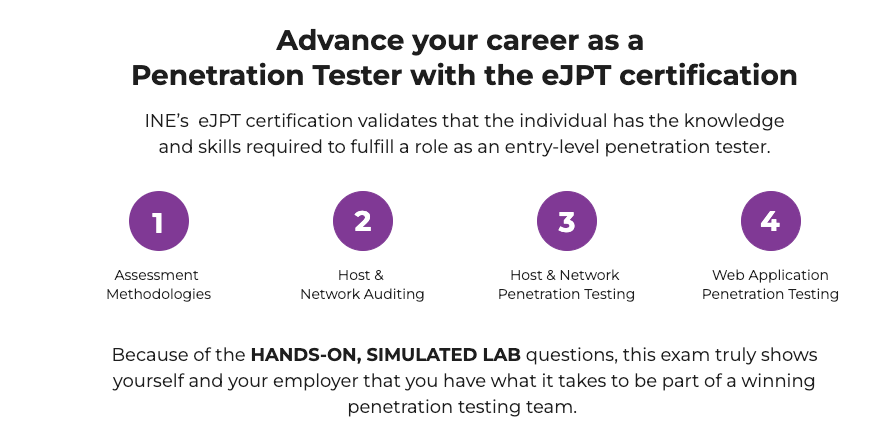 Advance your career as a
Penetration Tester with the eJPT certification
INE’s  eJPT certification validates that the individual has the knowledge
and skills required to fulfill a role as an entry-level penetration tester.
1
2
3
4
Assessment
Methodologies
Host &
Network Auditing
Host & Network
Penetration Testing
Web Application
Penetration Testing
Because of the HANDS-ON, SIMULATED LAB questions, this exam truly shows
yourself and your employer that you have what it takes to be part of a winning
penetration testing team.